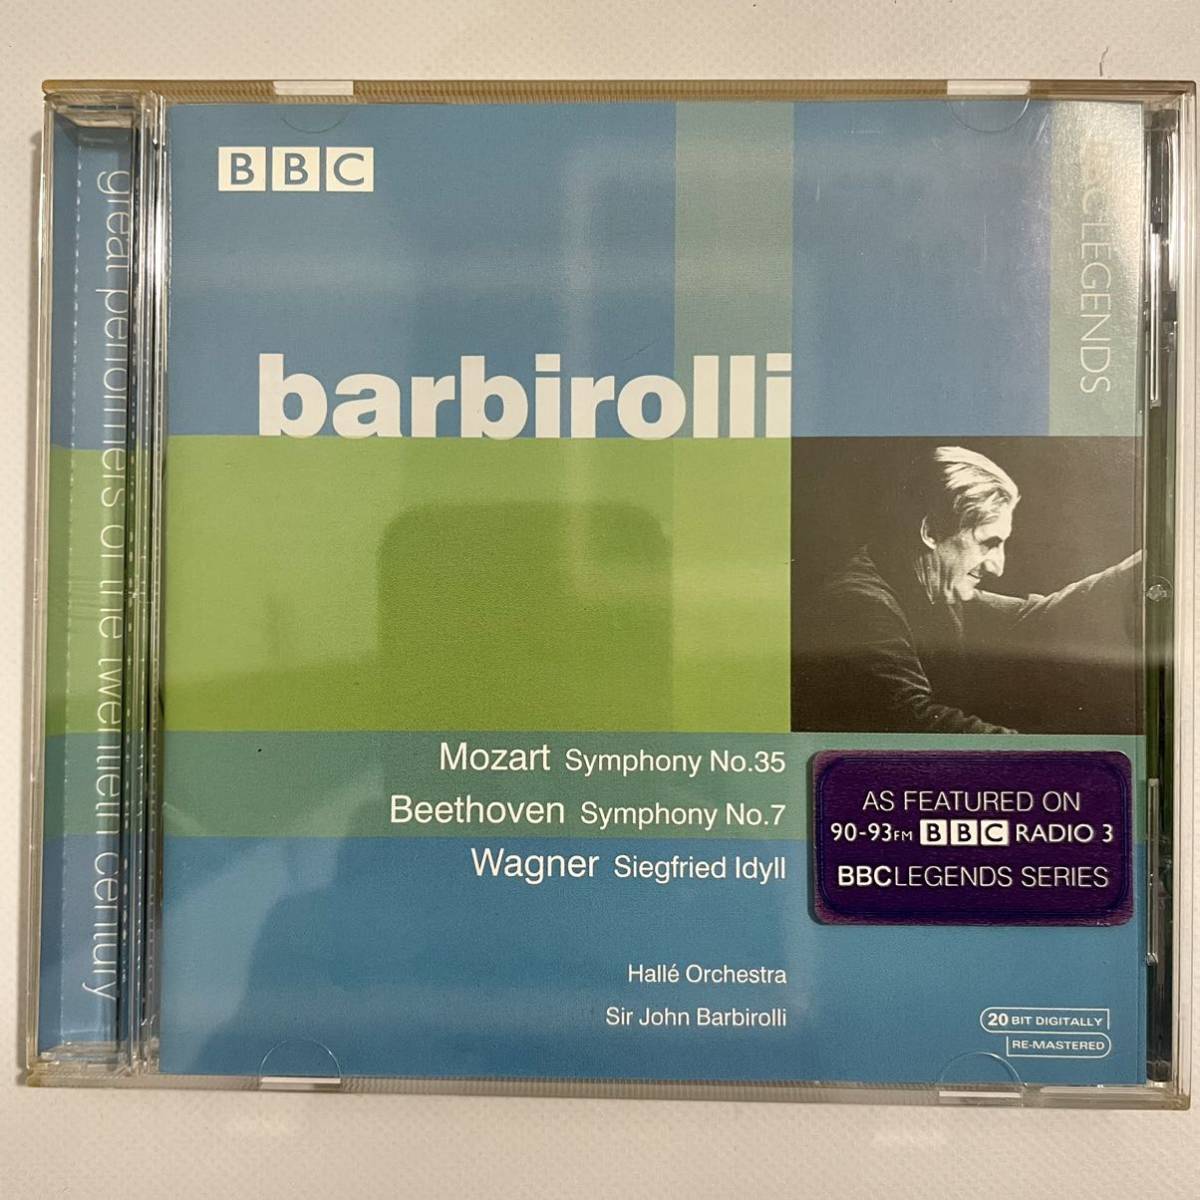 BBC
BBC LEGENDS
great performers of the twentieth century
barbirolli
Mozart Symphony No.35
Beethoven Symphony No.7
Wagner Siegfried Idyll
AS FEATURED ON
90-93FM BBC RADIO 3
BBCLEGENDS SERIES
Hallé Orchestra
Sir John Barbirolli
20 BIT DIGITALLY
RE-MASTERED